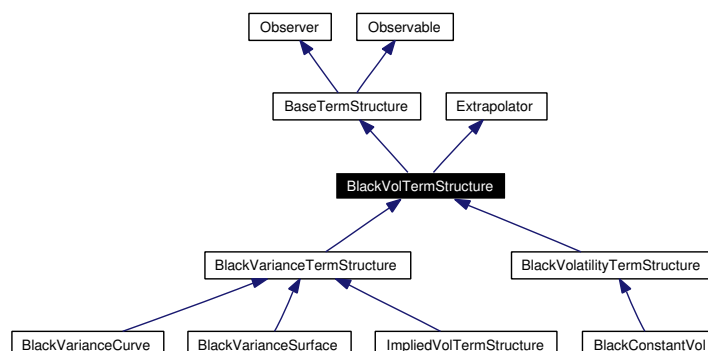 Observer
Observable
BaseTermStructure
Extrapolator
BlackVolTermStructure
BlackVarianceTermStructure
BlackVolatilityTermStructure
BlackVarianceCurve
BlackVarianceSurface
ImpliedVolTermStructure
BlackConstantVol